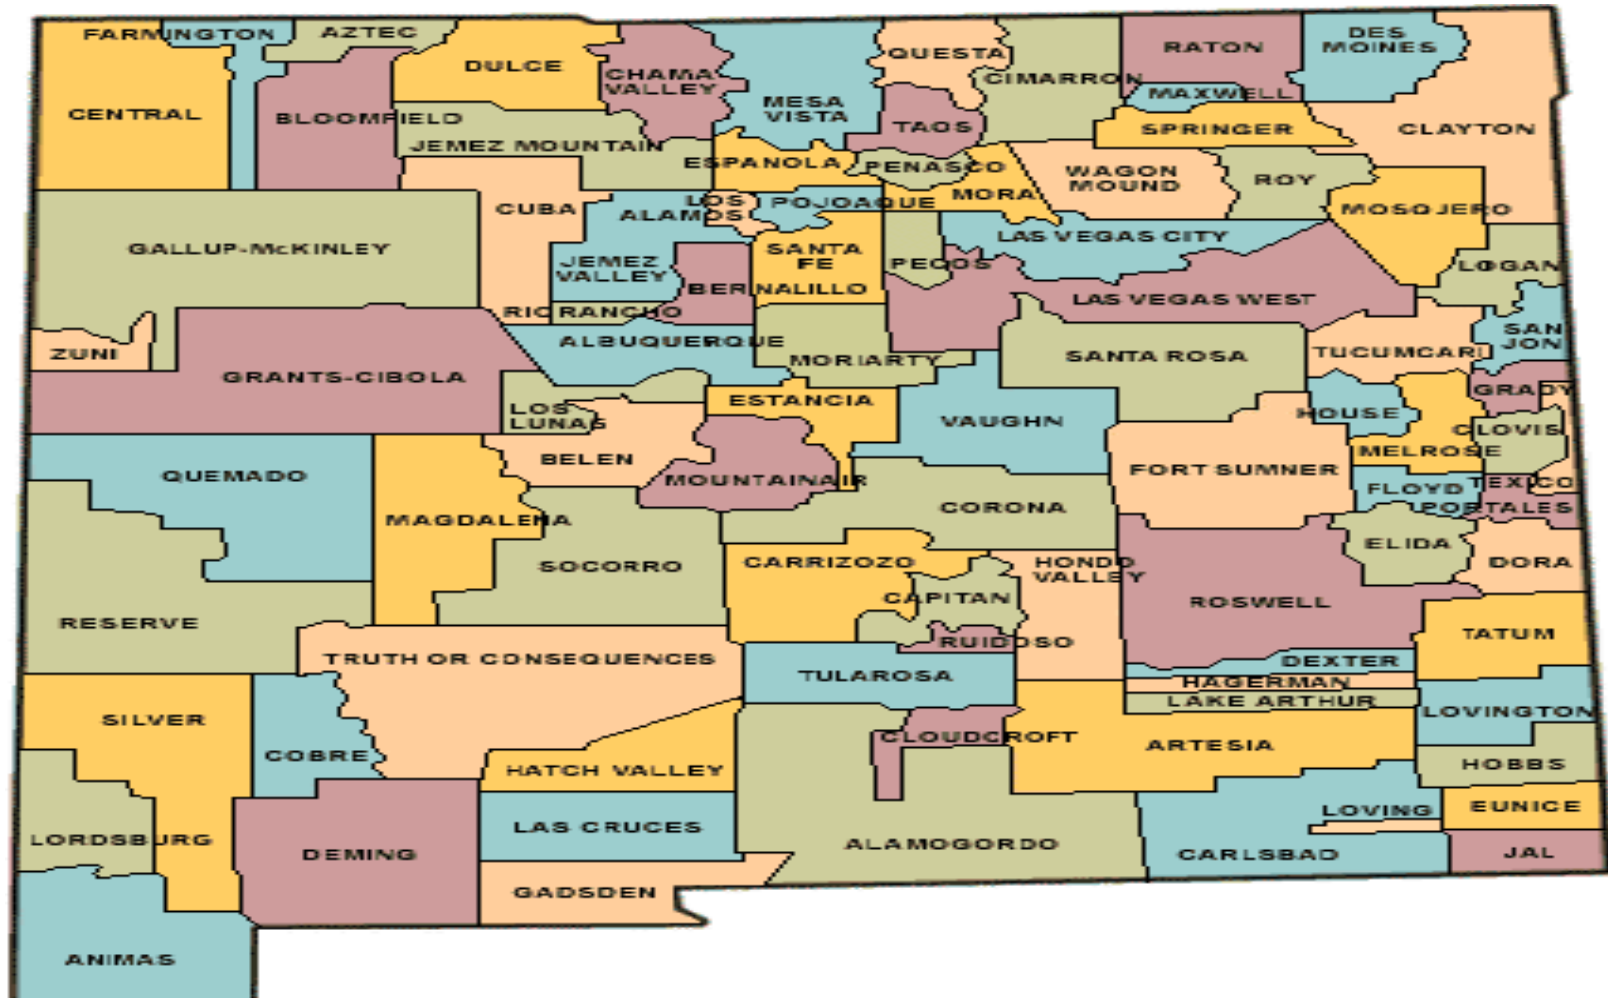 FARMINGTON
AZTEC
DULCE
CHAMA
VALLEY
MESA
VISTA
QUESTA
CIMARRON
RATON
DES
MOINES
CENTRAL
BLOOMFIELD
MAXWELL
TAOS
SPRINGER
CLAYTON
JEMEZ MOUNTAIN
ESPANOLA
PENASCO
MORA
WAGON
MOUND
ROY
CUBA
LOS
ALAMOS
POJOAQUE
MOSQJERO
GALLUP-McKINLEY
JEMEZ
VALLEY
SANTA
FE
PECOS
LAS VEGAS CITY
LOGAN
BERNALILLO
LAS VEGAS WEST
RIO RANCHO
ZUNI
ALBUQUERQUE
MORIARTY
SANTA ROSA
TUCUMCARI
SAN
JON
GRANTS-CIBOLA
ESTANCIA
GRADY
LOS
LUNAS
VAUGHN
HOUSE
CLOVIS
BELEN
MELROSE
QUEMADO
MOUNTAINAIR
FORT SUMNER
FLOYD
TEXICO
PORTALES
MAGDALENA
CORONA
SOCORRO
CARRIZOZO
HONDO
VALLEY
ELIDA
DORA
CAPITAN
ROSWELL
RESERVE
RUIDOSO
TATUM
TRUTH OR CONSEQUENCES
TULAROSA
DEXTER
HAGERMAN
LAKE ARTHUR
SILVER
LOVINGTON
COBRE
CLOUDCROFT
ARTESIA
HATCH VALLEY
HOBBS
LORDSBURG
LAS CRUCES
LOVING
EUNICE
DEMING
ALAMOGORDO
CARLSBAD
JAL
GADSDEN
ANIMAS